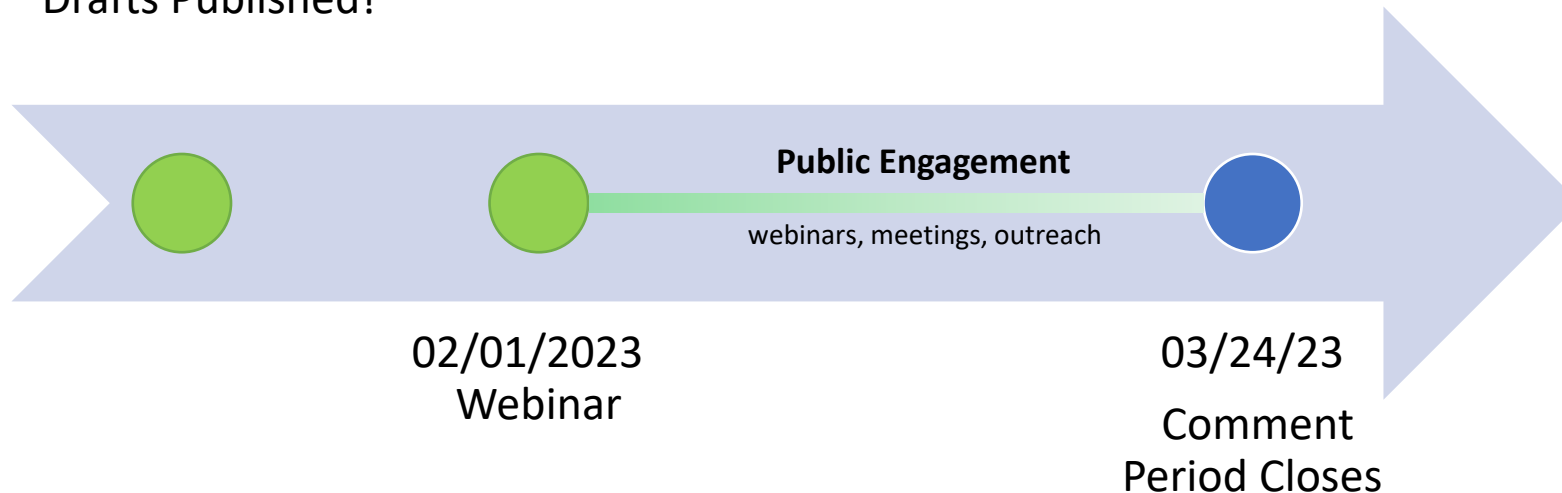 Drafts Published!
Public Engagement
webinars, meetings, outreach
02/01/2023
Webinar
03/24/23
Comment
Period Closes